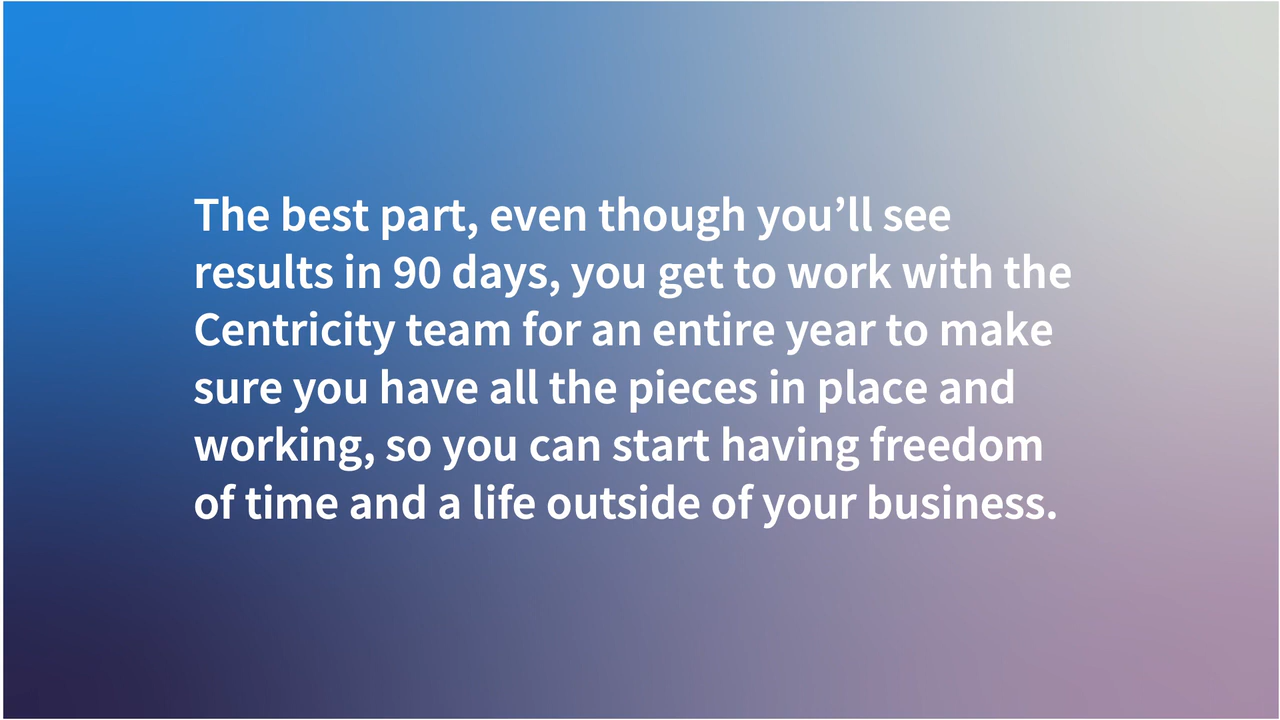 The best part, even though you’ll see
results in 90 days, you get to work with the
Centricity team for an entire year to make
sure you have all the pieces in place and
working, so you can start having freedom
of time and a life outside of your business.